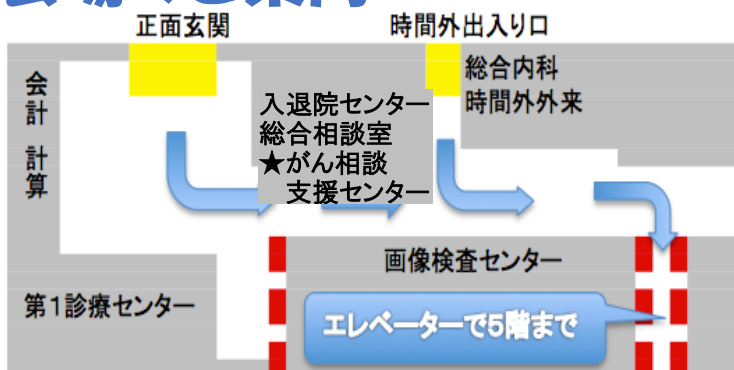 正面玄関
時間外出入り口
会計 計算
総合内科
時間外外来
入退院センター
総合相談室
★がん相談
支援センター
画像検査センター
第1診療センター
エレベーターで5階まで